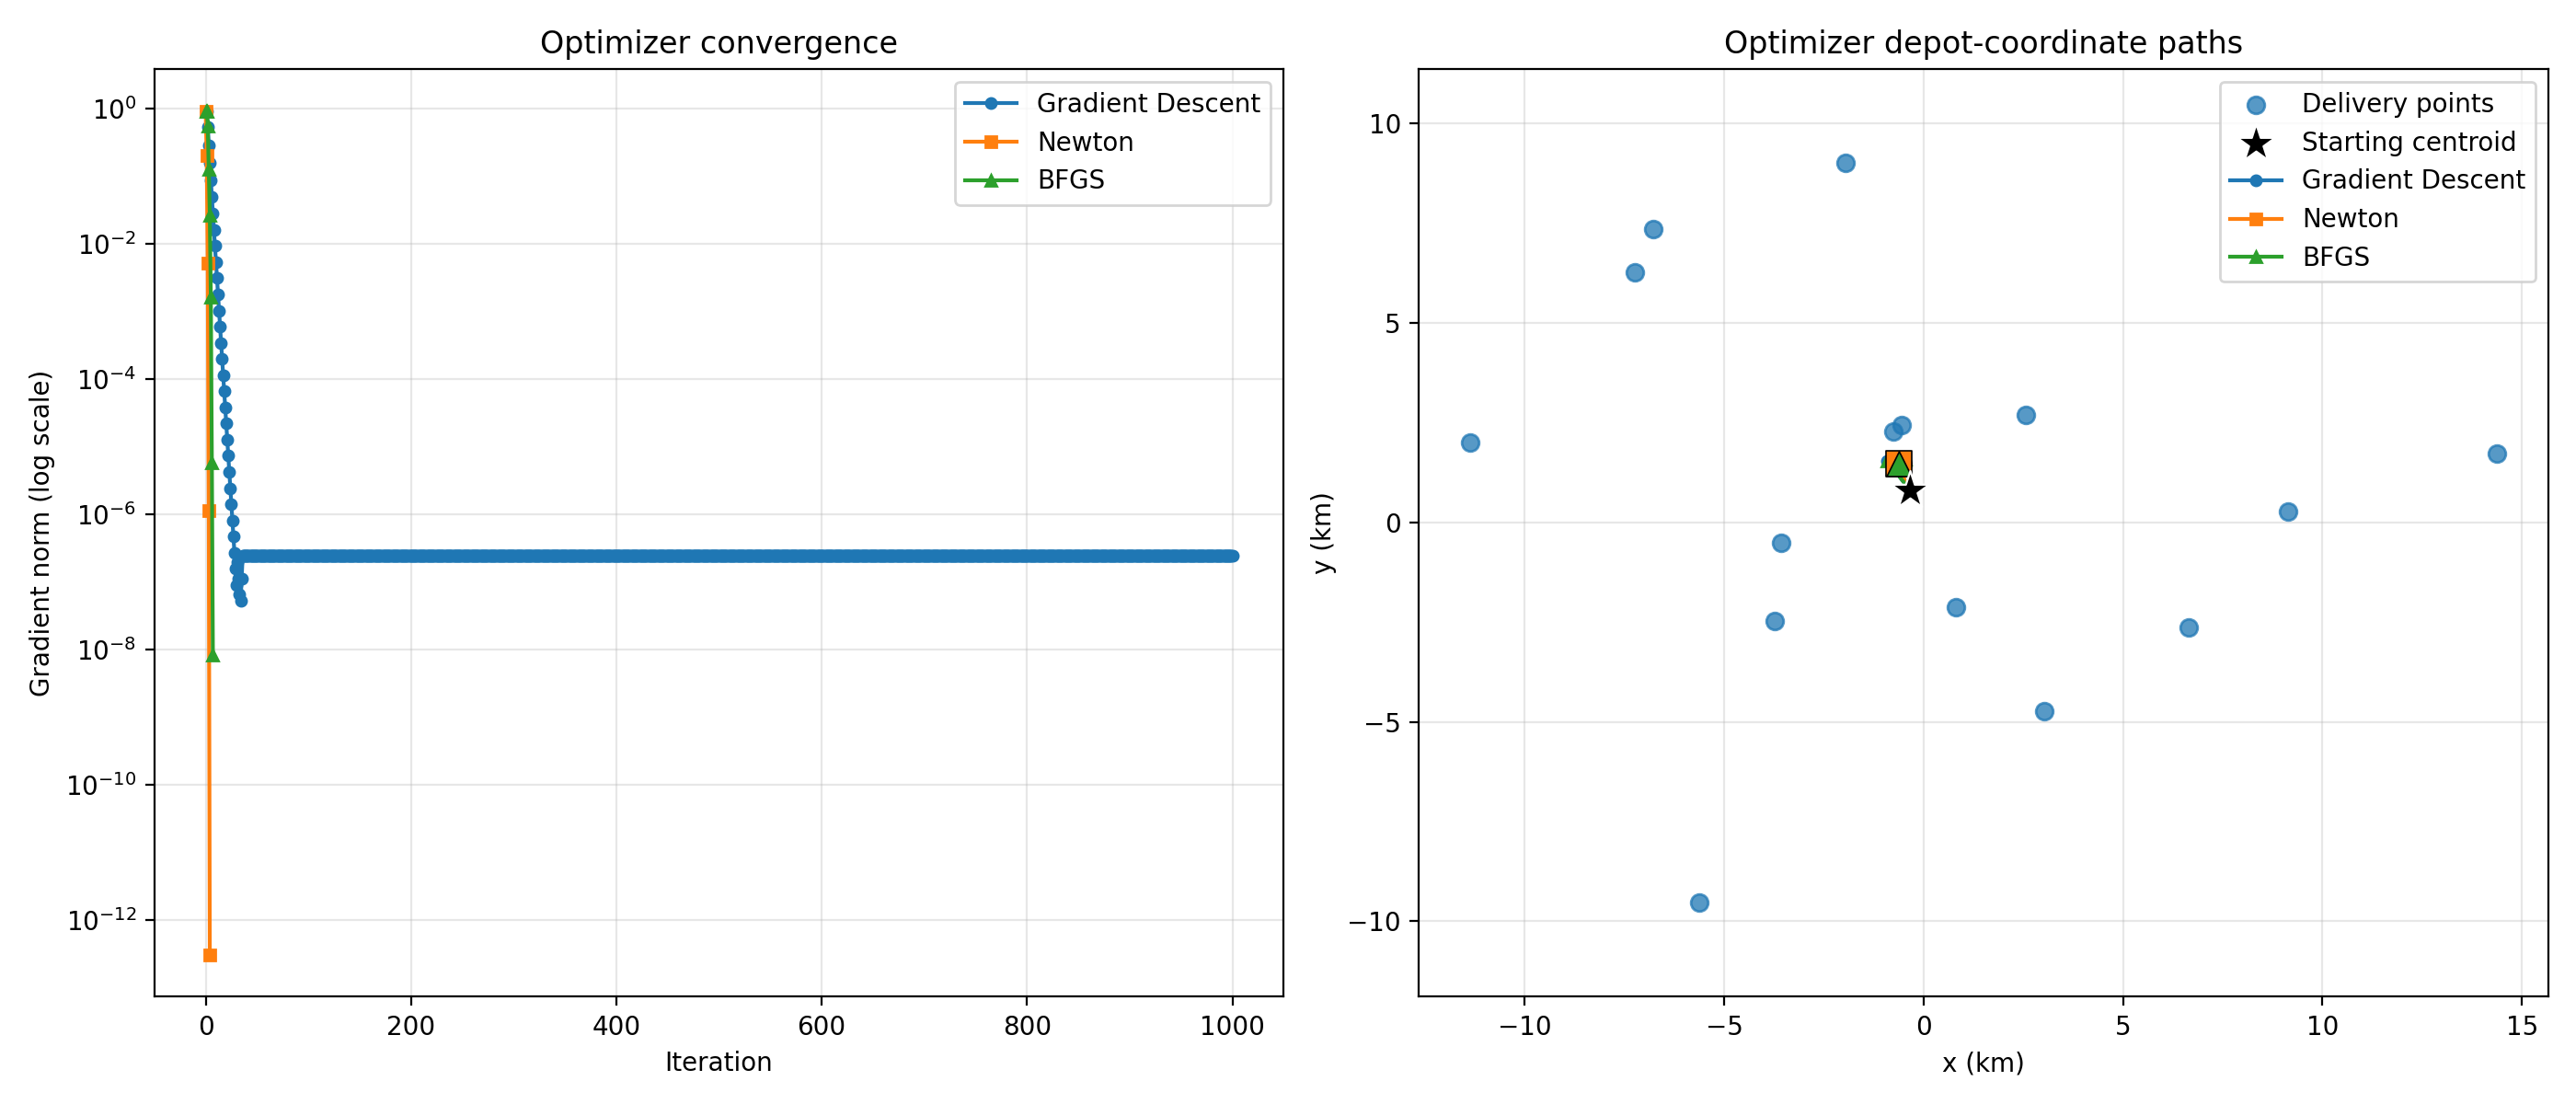 Optimizer convergence
Gradient norm (log scale)
10⁰
10⁻²
10⁻⁴
10⁻⁶
10⁻⁸
10⁻¹⁰
10⁻¹²
Gradient Descent
Newton
BFGS
0
200
400
600
800
1000
Iteration
Optimizer depot-coordinate paths
y (km)
10
5
0
−5
−10
Delivery points
Starting centroid
Gradient Descent
Newton
BFGS
−10
−5
0
5
10
15
x (km)